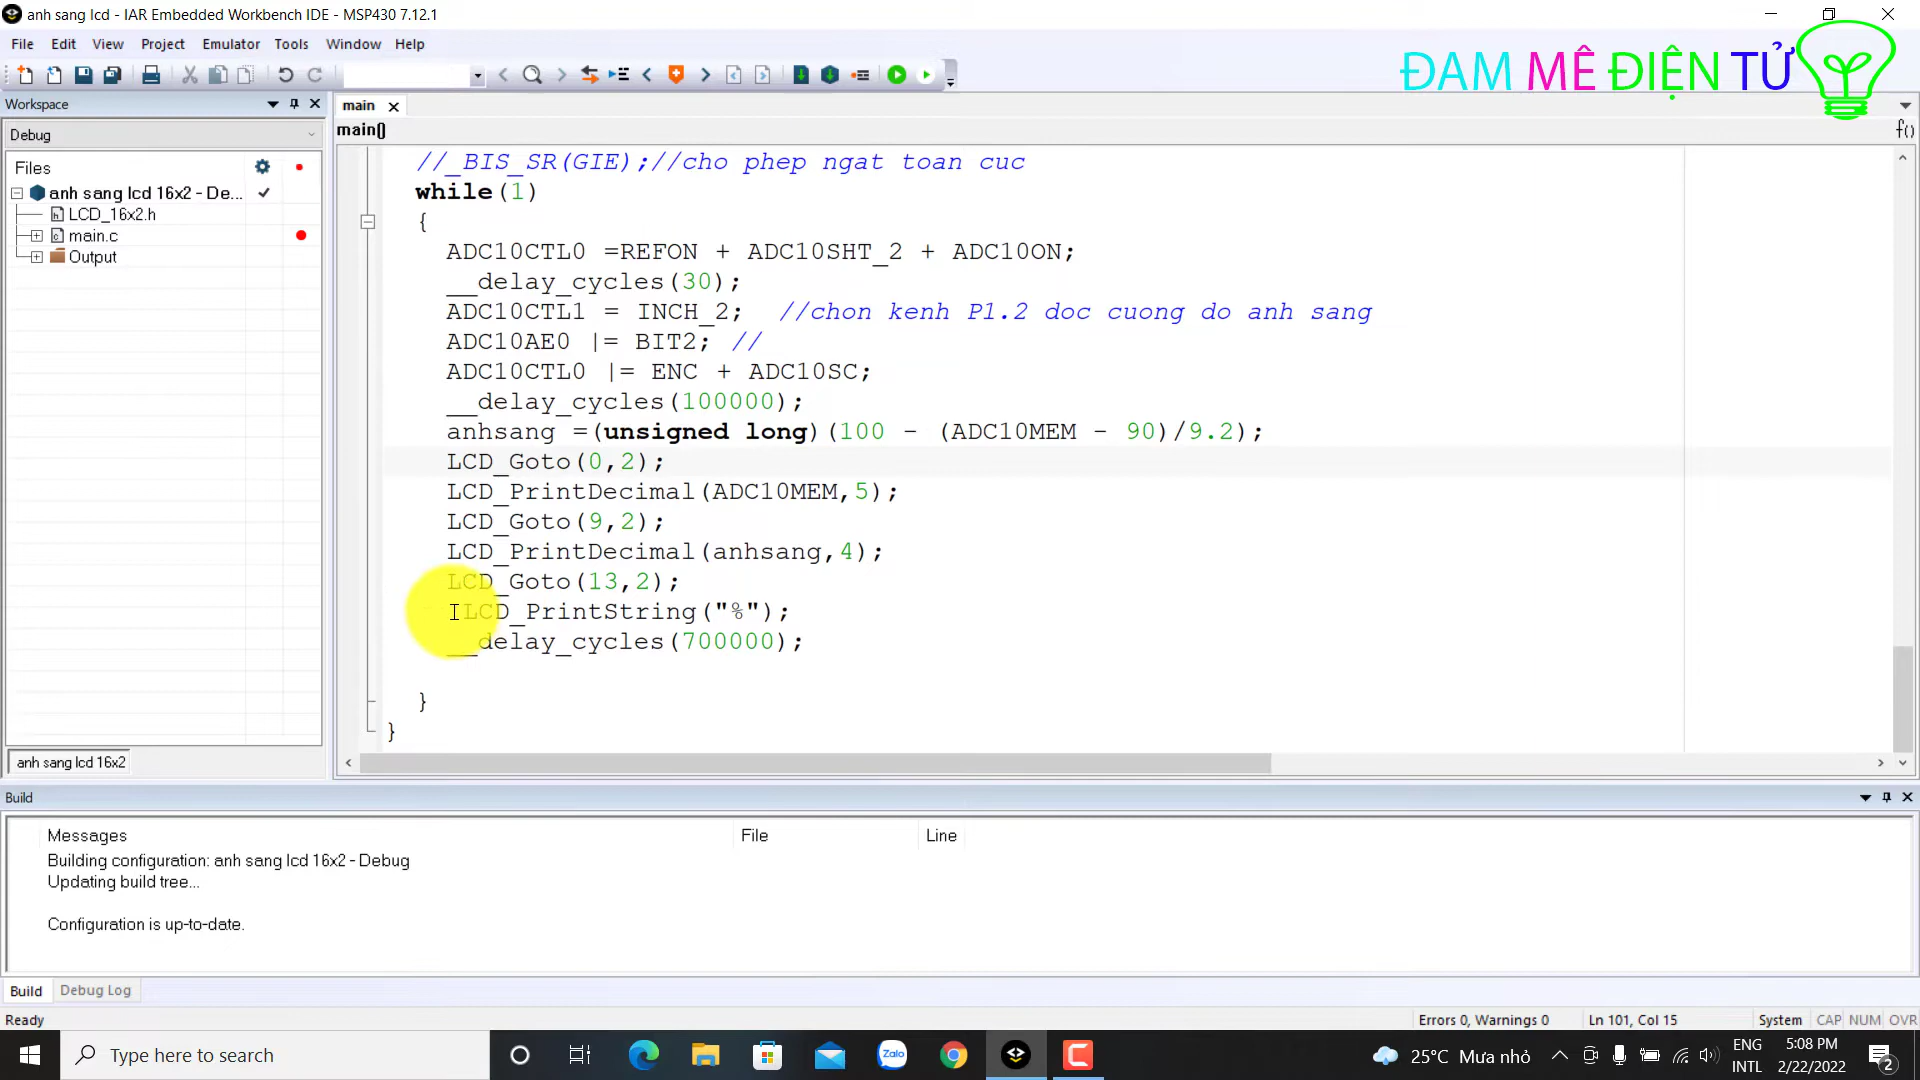 anh sang lcd - IAR Embedded Workbench IDE - MSP430 7.12.1
File Edit View Project Emulator Tools Window Help
ĐAM MÊ ĐIỆN TỬ
Workspace
main
Debug
main()
f()
Files
anh sang lcd 16x2 - De...
LCD_16x2.h
main.c
Output
//_BIS_SR(GIE);//cho phep ngat toan cuc
while(1)
{
ADC10CTL0 =REFON + ADC10SHT_2 + ADC10ON;
__delay_cycles(30);
ADC10CTL1 = INCH_2; //chon kenh P1.2 doc cuong do anh sang
ADC10AE0 |= BIT2; //
ADC10CTL0 |= ENC + ADC10SC;
__delay_cycles(100000);
anhsang =(unsigned long)(100 - (ADC10MEM - 90)/9.2);
LCD_Goto(0,2);
LCD_PrintDecimal(ADC10MEM,5);
LCD_Goto(9,2);
LCD_PrintDecimal(anhsang,4);
LCD_Goto(13,2);
LCD_PrintString("%");
__delay_cycles(700000);
}
}
anh sang lcd 16x2
Build
Messages File Line
Building configuration: anh sang lcd 16x2 - Debug
Updating build tree...
Configuration is up-to-date.
Build Debug Log
Ready Errors 0, Warnings 0 Ln 101, Col 15 System CAP NUM OVR
Type here to search
Zalo
25°C Mưa nhỏ
ENG
INTL
5:08 PM
2/22/2022
2